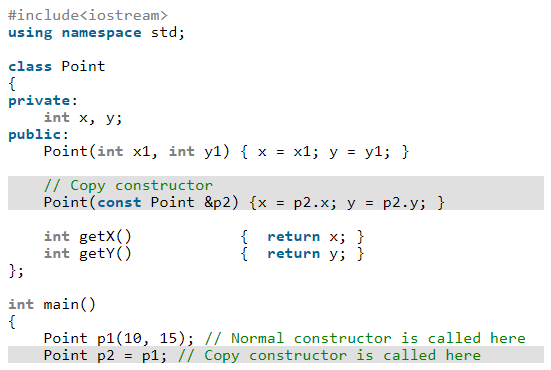 #include<iostream>
using namespace std;
class Point
{
private:
    int x, y;
public:
    Point(int x1, int y1) { x = x1; y = y1; }
    // Copy constructor
    Point(const Point &p2) {x = p2.x; y = p2.y; }
    int getX()            {  return x; }
    int getY()            {  return y; }
};
int main()
{
    Point p1(10, 15); // Normal constructor is called here
    Point p2 = p1; // Copy constructor is called here